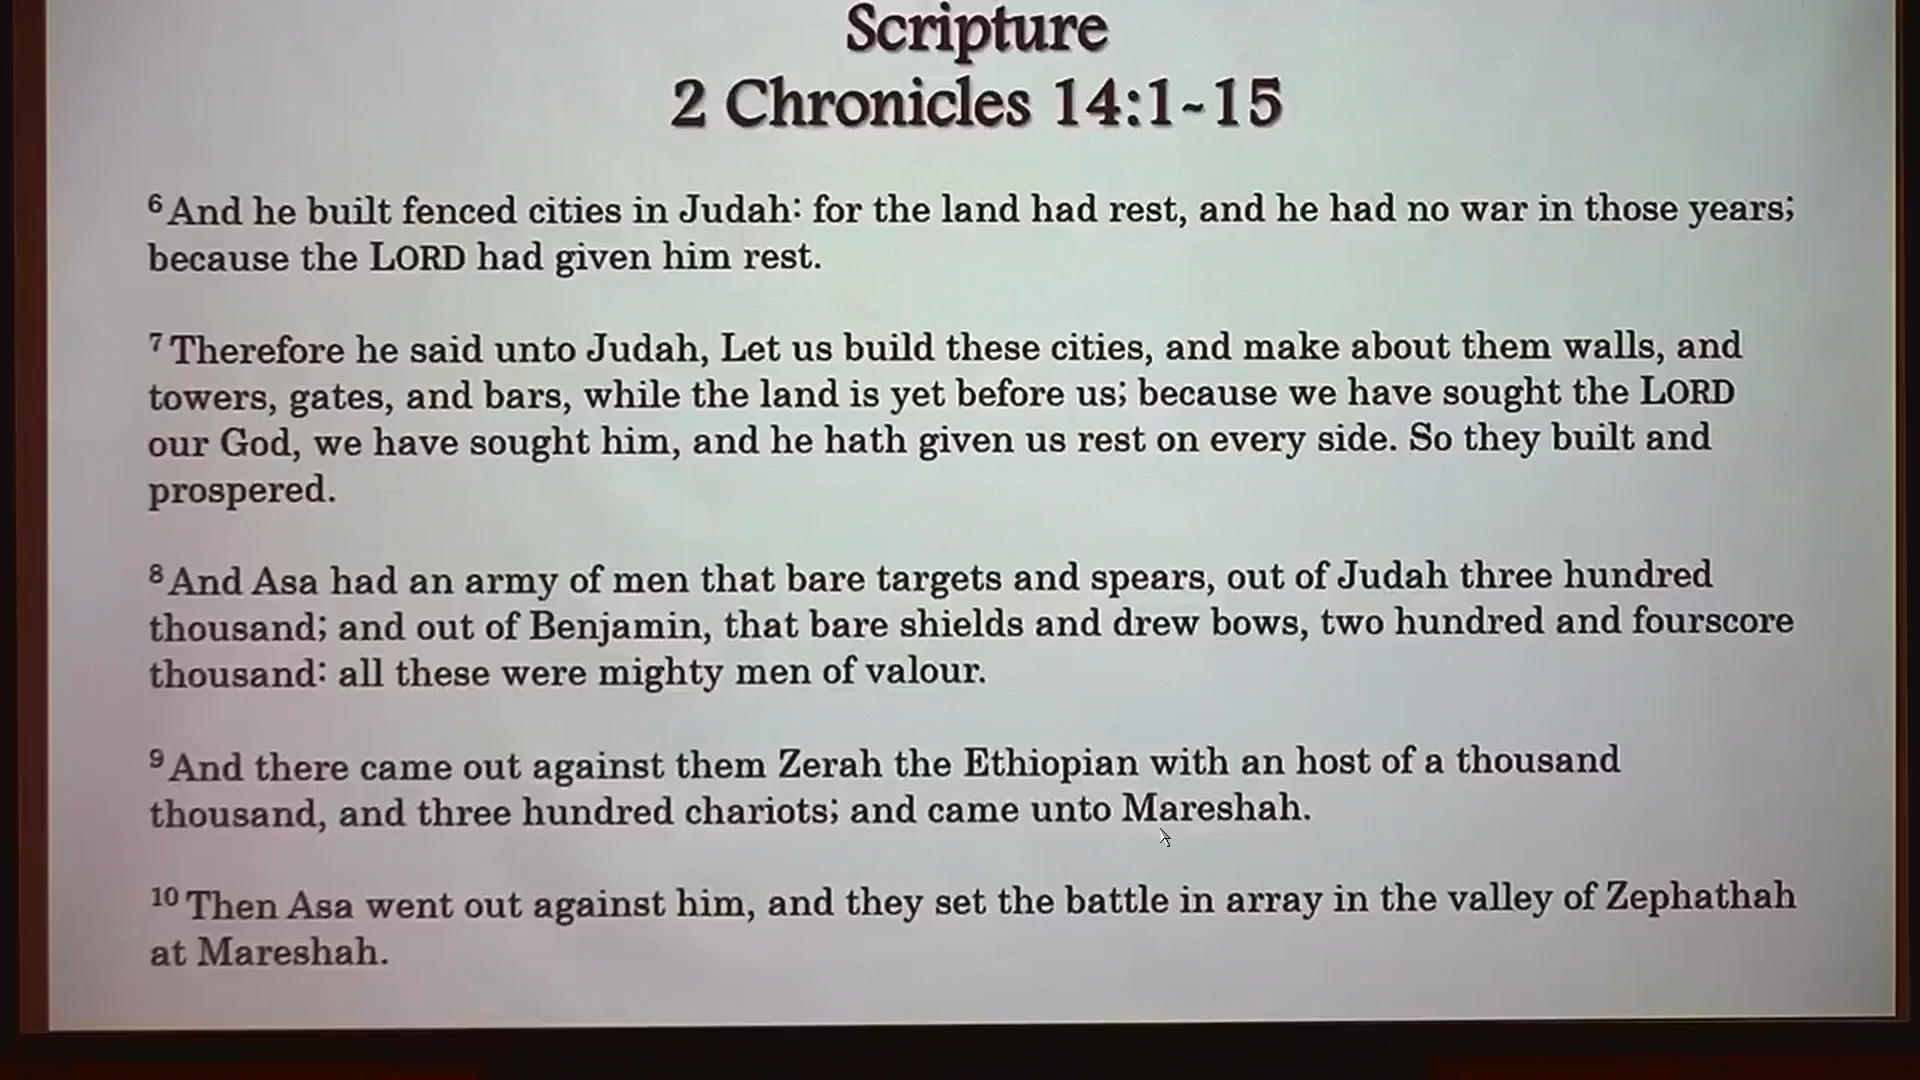 Scripture
2 Chronicles 14:1~15
6 And he built fenced cities in Judah: for the land had rest, and he had no war in those years;
because the LORD had given him rest.
7 Therefore he said unto Judah, Let us build these cities, and make about them walls, and
towers, gates, and bars, while the land is yet before us; because we have sought the LORD
our God, we have sought him, and he hath given us rest on every side. So they built and
prospered.
8 And Asa had an army of men that bare targets and spears, out of Judah three hundred
thousand; and out of Benjamin, that bare shields and drew bows, two hundred and fourscore
thousand: all these were mighty men of valour.
9 And there came out against them Zerah the Ethiopian with an host of a thousand
thousand, and three hundred chariots; and came unto Mareshah.
10 Then Asa went out against him, and they set the battle in array in the valley of Zephathah
at Mareshah.